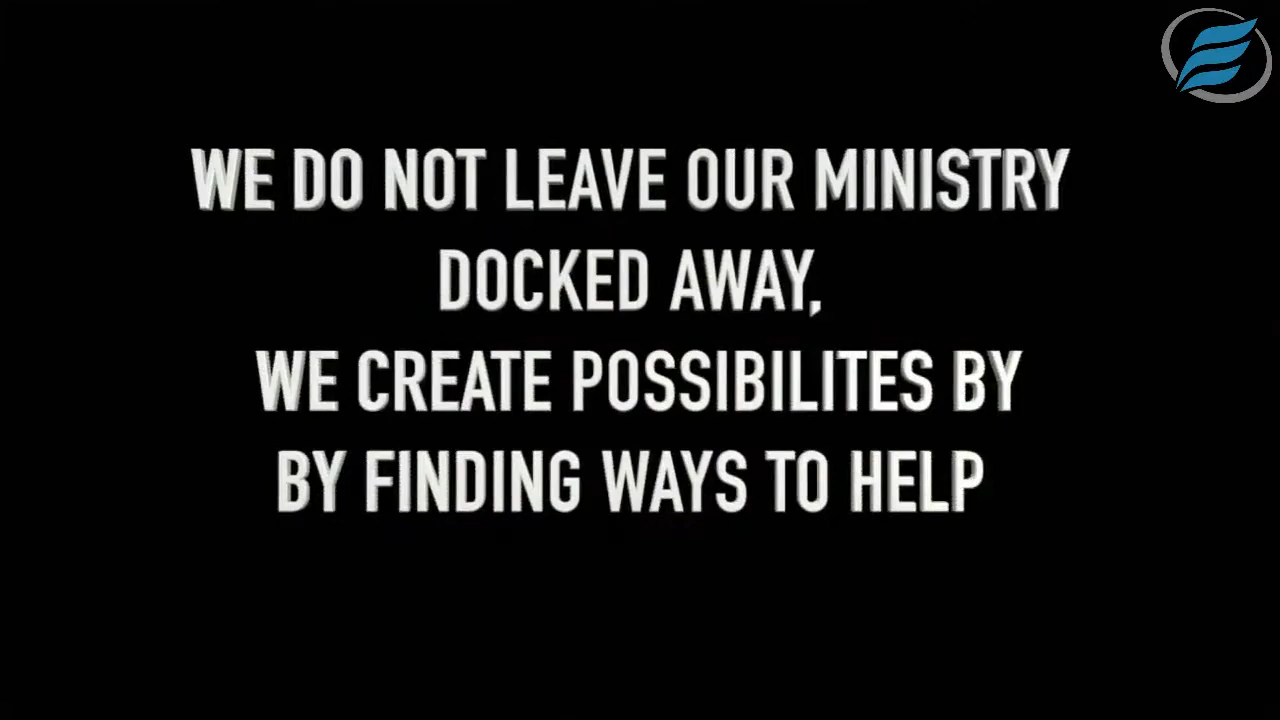 WE DO NOT LEAVE OUR MINISTRY
DOCKED AWAY,
WE CREATE POSSIBILITES BY
BY FINDING WAYS TO HELP